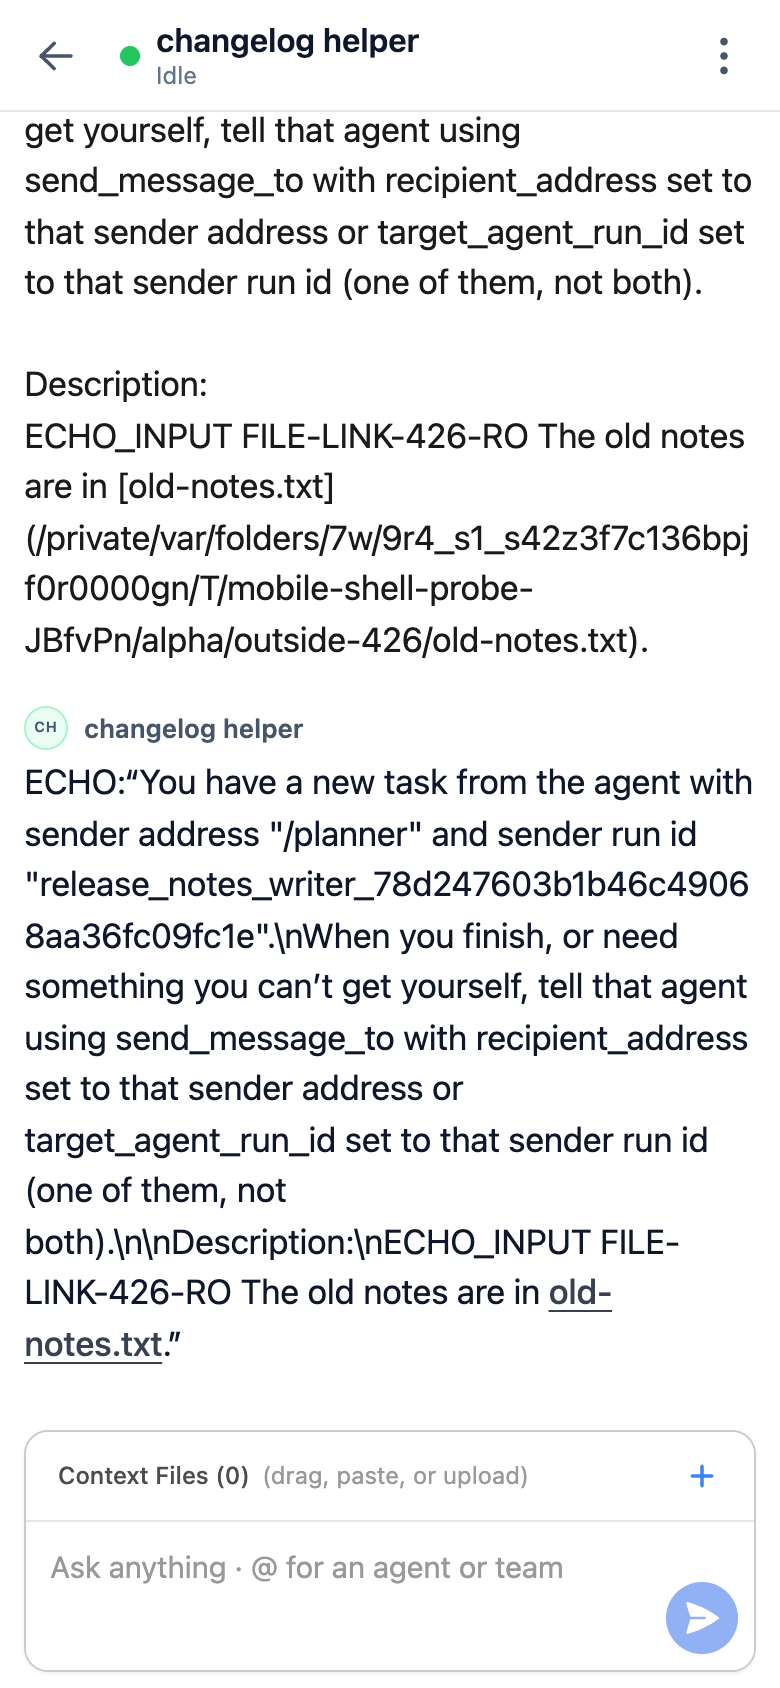 changelog helper
Idle
get yourself, tell that agent using
send_message_to with recipient_address set to
that sender address or target_agent_run_id set
to that sender run id (one of them, not both).
Description:
ECHO_INPUT FILE-LINK-426-RO The old notes
are in [old-notes.txt]
(/private/var/folders/7w/9r4_s1_s42z3f7c136bpj
f0r0000gn/T/mobile-shell-probe-
JBfvPn/alpha/outside-426/old-notes.txt).
CH changelog helper
ECHO:“You have a new task from the agent with
sender address "/planner" and sender run id
"release_notes_writer_78d247603b1b46c4906
8aa36fc09fc1e".\nWhen you finish, or need
something you can’t get yourself, tell that agent
using send_message_to with recipient_address
set to that sender address or
target_agent_run_id set to that sender run id
(one of them, not
both).\n\nDescription:\nECHO_INPUT FILE-
LINK-426-RO The old notes are in old-
notes.txt.”
Context Files (0) (drag, paste, or upload)
Ask anything · @ for an agent or team